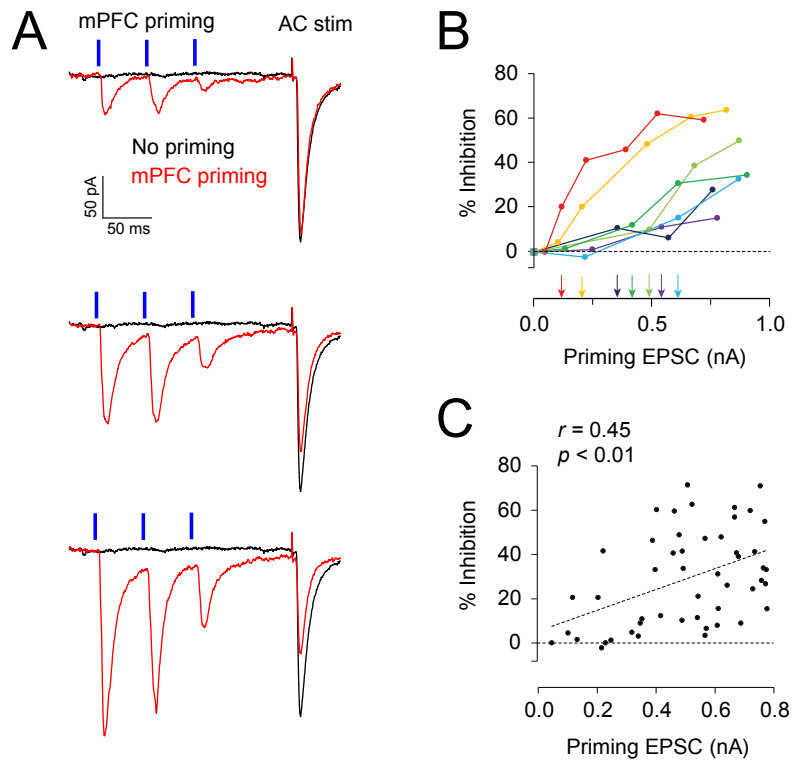 A
mPFC priming
AC stim
No priming
mPFC priming
50 pA
50 ms
B
% Inhibition
80
60
40
20
0
0.0
0.5
1.0
Priming EPSC (nA)
C
r = 0.45
p < 0.01
% Inhibition
80
60
40
20
0
0.0
0.2
0.4
0.6
0.8
Priming EPSC (nA)